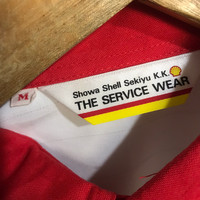 Showa Shell Sekiyu K.K.
THE SERVICE WEAR
M